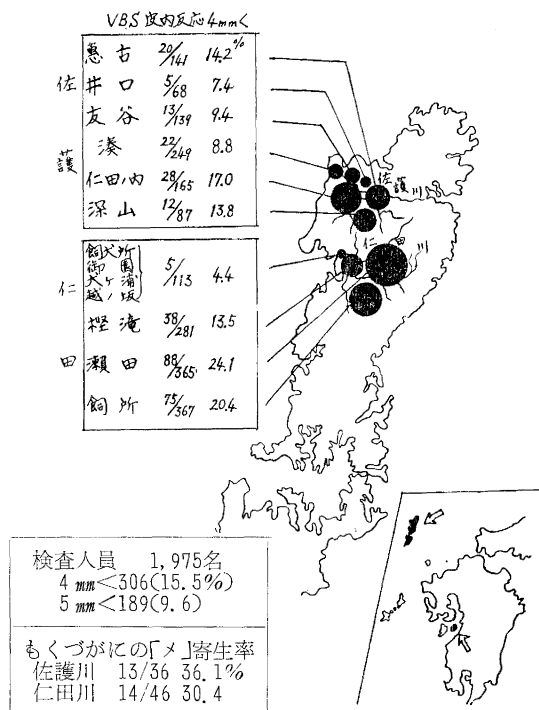 VBS 皮内反応 4mm<
佐護
恵古 20/141 14.2%
井口 5/68 7.4
友谷 13/139 9.4
湊 22/249 8.8
仁田ノ内 28/165 17.0
深山 12/87 13.8
仁田
飼犬所
御園
犬ヶ浦
越ノ坂
5/113 4.4
樫滝 38/281 13.5
瀬田 88/365 24.1
飼所 75/367 20.4
佐護川
仁田川
検査人員 1,975名
4㎜<306(15.5%)
5㎜<189(9.6)
もくづがにの「メ」寄生率
佐護川 13/36 36.1%
仁田川 14/46 30.4